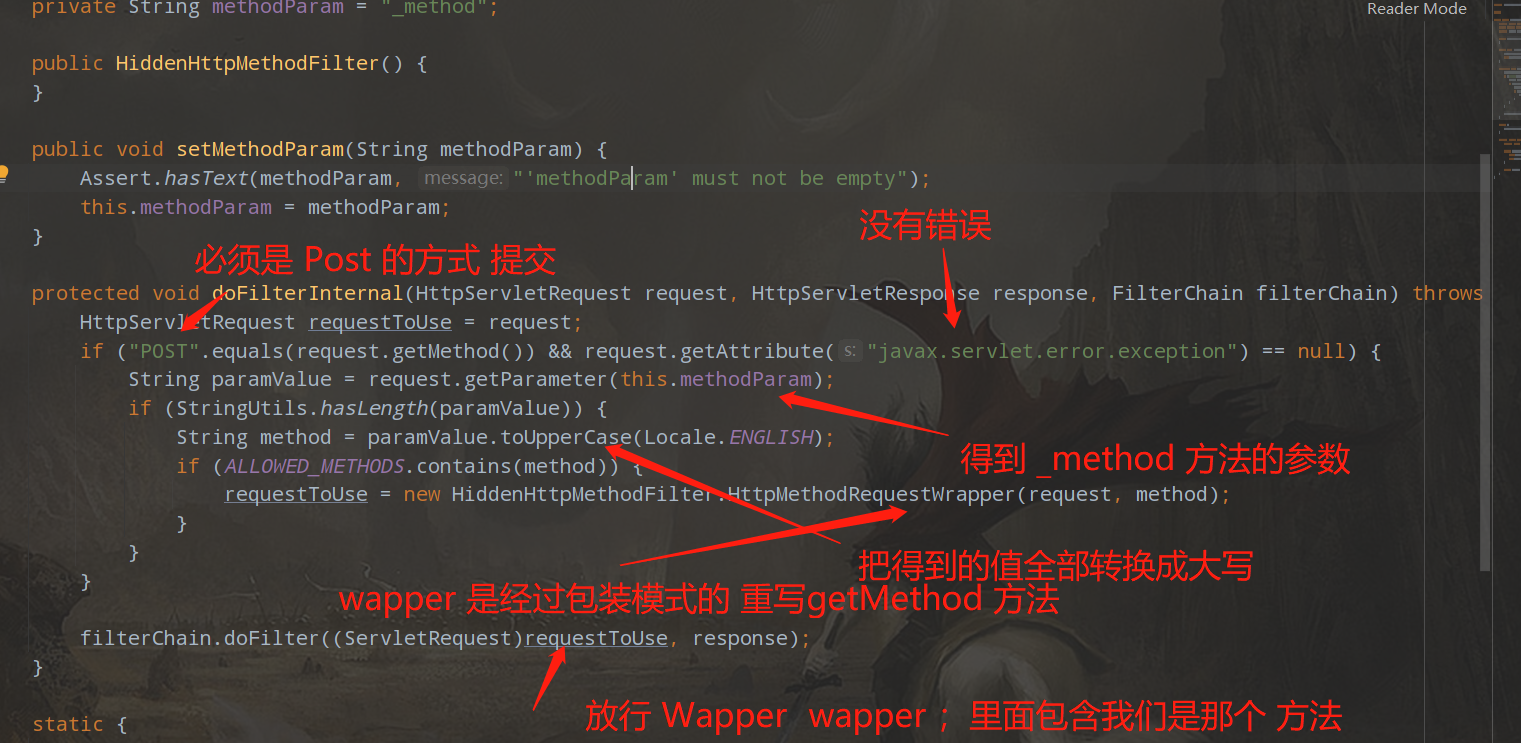 private String methodParam = "_method";
Reader Mode
public HiddenHttpMethodFilter() {
}
public void setMethodParam(String methodParam) {
Assert.hasText(methodParam, message: "'methodParam' must not be empty");
this.methodParam = methodParam;
}
没有错误
必须是 Post 的方式 提交
protected void doFilterInternal(HttpServletRequest request, HttpServletResponse response, FilterChain filterChain) throws
HttpServletRequest requestToUse = request;
if ("POST".equals(request.getMethod()) && request.getAttribute( s: "javax.servlet.error.exception") == null) {
String paramValue = request.getParameter(this.methodParam);
if (StringUtils.hasLength(paramValue)) {
String method = paramValue.toUpperCase(Locale.ENGLISH);
得到 _method 方法的参数
if (ALLOWED_METHODS.contains(method)) {
requestToUse = new HiddenHttpMethodFilter.HttpMethodRequestWrapper(request, method);
}
}
把得到的值全部转换成大写
}
wapper 是经过包装模式的 重写getMethod 方法
filterChain.doFilter((ServletRequest)requestToUse, response);
}
放行 Wapper wapper ；里面包含我们是那个 方法
static {